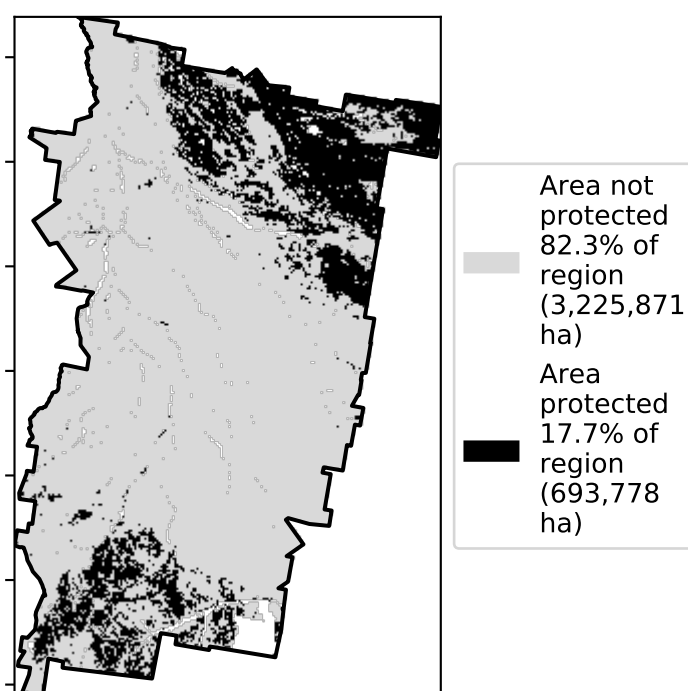 Area not
protected
82.3% of
region
(3,225,871
ha)
Area
protected
17.7% of
region
(693,778
ha)